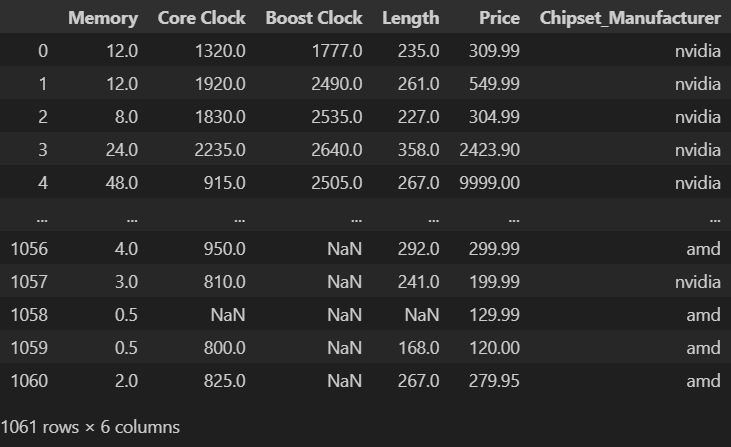 Memory Core Clock Boost Clock Length Price Chipset_Manufacturer
0 12.0 1320.0 1777.0 235.0 309.99 nvidia
1 12.0 1920.0 2490.0 261.0 549.99 nvidia
2 8.0 1830.0 2535.0 227.0 304.99 nvidia
3 24.0 2235.0 2640.0 358.0 2423.90 nvidia
4 48.0 915.0 2505.0 267.0 9999.00 nvidia
... ... ... ... ... ... ...
1056 4.0 950.0 NaN 292.0 299.99 amd
1057 3.0 810.0 NaN 241.0 199.99 nvidia
1058 0.5 NaN NaN NaN 129.99 amd
1059 0.5 800.0 NaN 168.0 120.00 amd
1060 2.0 825.0 NaN 267.0 279.95 amd
1061 rows × 6 columns